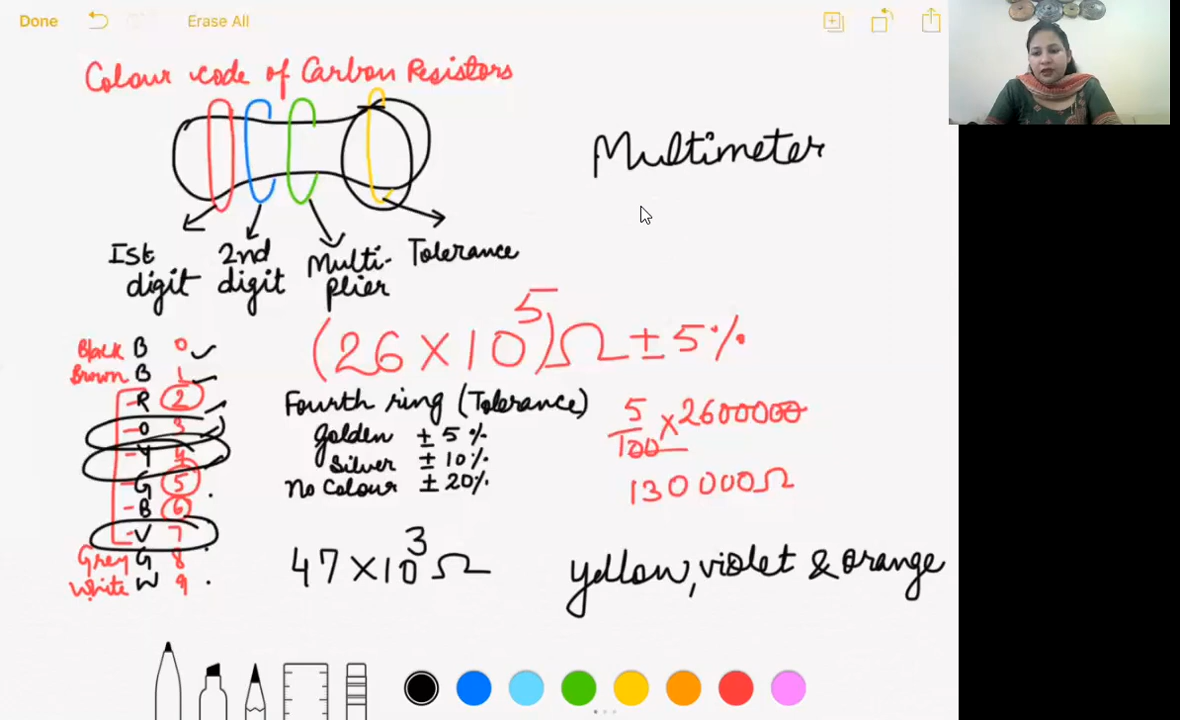 Done
Erase All
Colour code of Carbon Resistors
Multimeter
Ist digit
2nd digit
Multi-
plier
Tolerance
(26 × 10⁵)Ω ± 5%
Black B 0
Brown B 1
R 2
O 3
Y 4
G 5
B 6
V 7
Grey G 8
White W 9
Fourth ring (Tolerance)
golden ± 5%
Silver ± 10%
No Colour ± 20%
5/100 × 2600000
130000Ω
47 × 10³ Ω
yellow, violet & orange